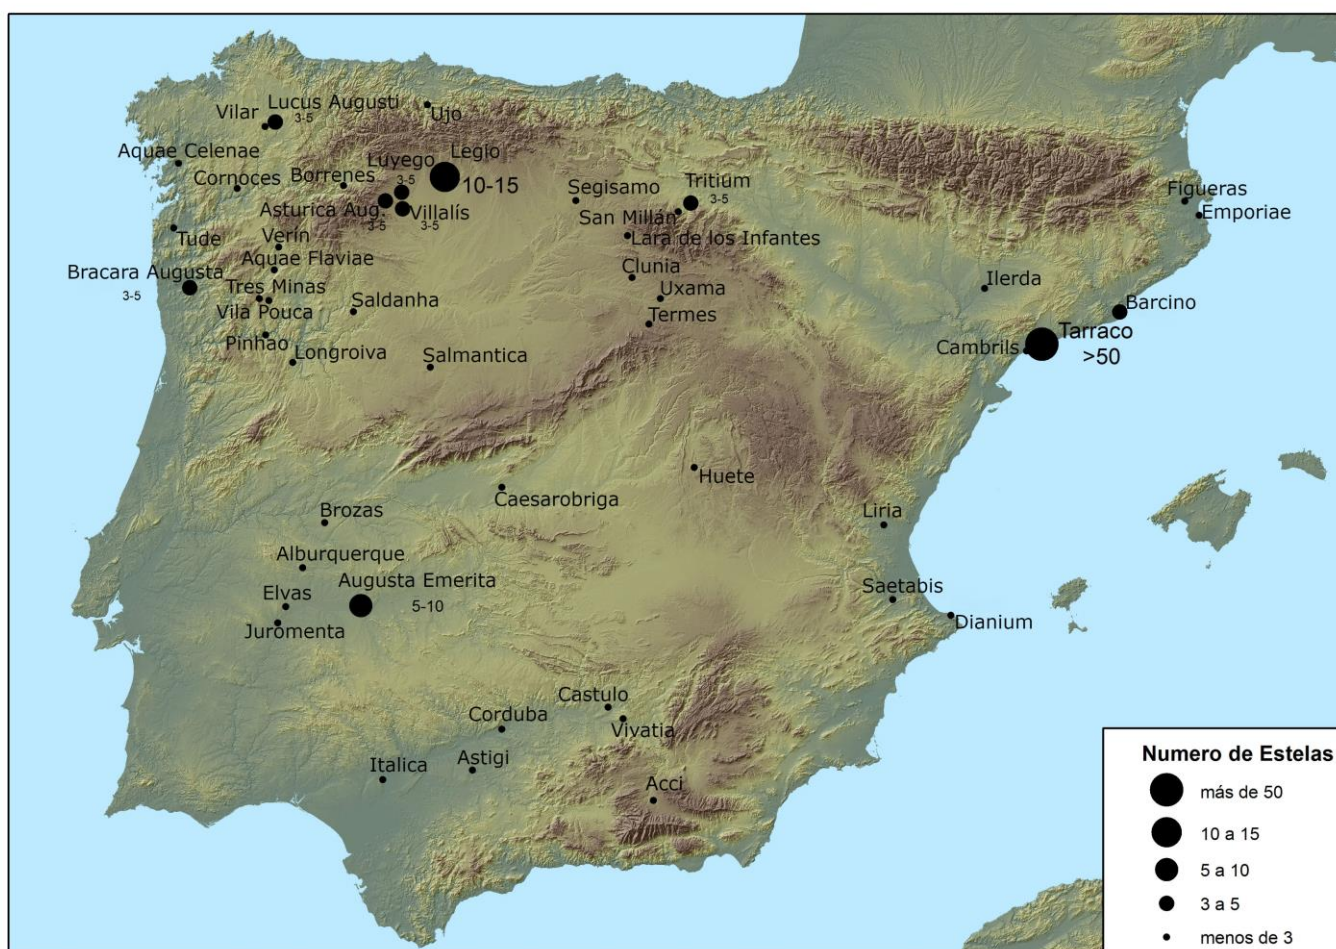 Lucus Augusti
Vilar
3-5
Ujo
Aquae Celenae
Luyego
Legio
Cornoces
Borrenes
3-5
10-15
Segisamo
Tritium
3-5
Figueras
Asturica Aug.
Villalís
San Millán
Emporiae
3-5
3-5
Tude
Verín
Lara de los Infantes
Aquae Flaviae
Bracara Augusta
3-5
Tres Minas
Clunia
Ilerda
Saldanha
Uxama
Vila Pouca
Termes
Barcino
Pinhao
Longroiva
Salmantica
Cambrils
Tarraco
>50
Huete
Caesarobriga
Brozas
Liria
Alburquerque
Augusta Emerita
5-10
Elvas
Saetabis
Juromenta
Dianium
Castulo
Corduba
Vivatia
Italica
Astigi
Acci
Numero de Estelas
más de 50
10 a 15
5 a 10
3 a 5
menos de 3